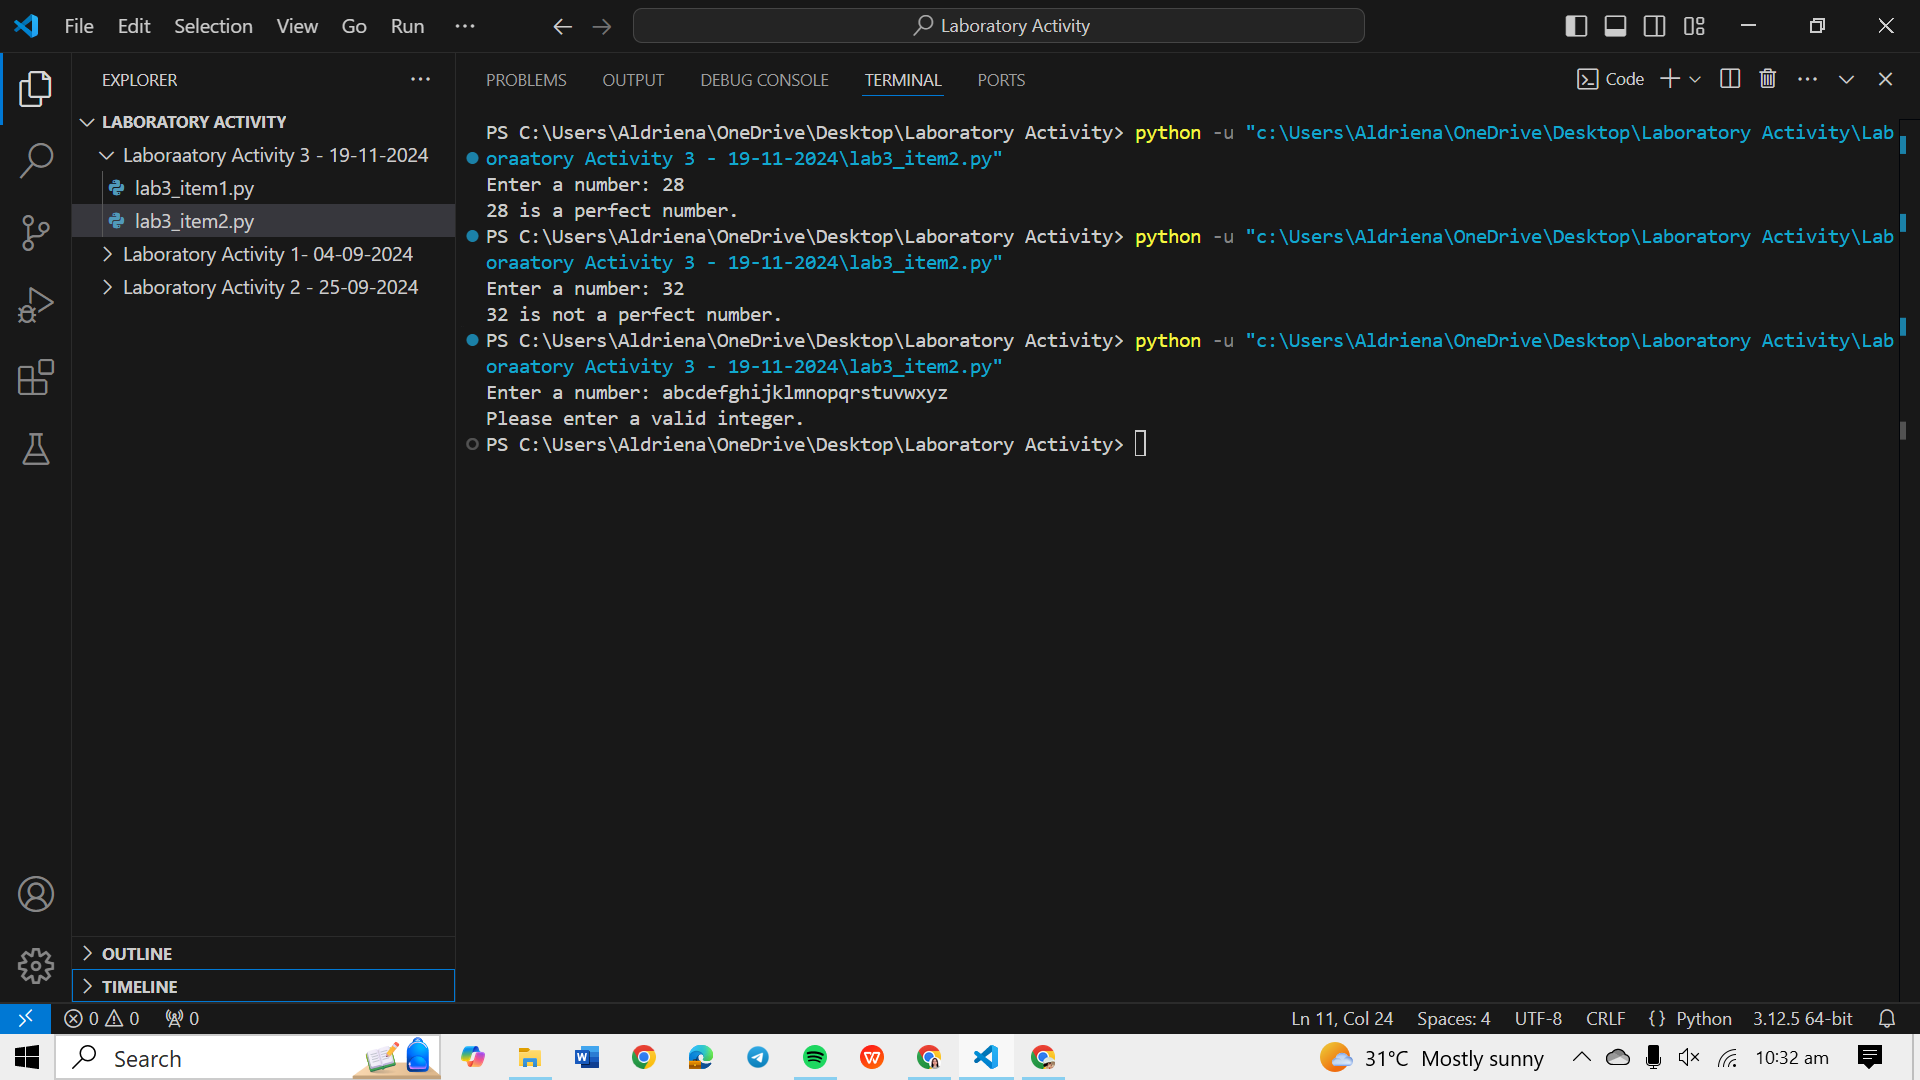 File Edit Selection View Go Run ···
Laboratory Activity
EXPLORER
LABORATORY ACTIVITY
Laboraatory Activity 3 - 19-11-2024
lab3_item1.py
lab3_item2.py
Laboratory Activity 1- 04-09-2024
Laboratory Activity 2 - 25-09-2024
OUTLINE
TIMELINE
PROBLEMS OUTPUT DEBUG CONSOLE TERMINAL PORTS
Code
PS C:\Users\Aldriena\OneDrive\Desktop\Laboratory Activity> python -u "c:\Users\Aldriena\OneDrive\Desktop\Laboratory Activity\Lab
oraatory Activity 3 - 19-11-2024\lab3_item2.py"
Enter a number: 28
28 is a perfect number.
PS C:\Users\Aldriena\OneDrive\Desktop\Laboratory Activity> python -u "c:\Users\Aldriena\OneDrive\Desktop\Laboratory Activity\Lab
oraatory Activity 3 - 19-11-2024\lab3_item2.py"
Enter a number: 32
32 is not a perfect number.
PS C:\Users\Aldriena\OneDrive\Desktop\Laboratory Activity> python -u "c:\Users\Aldriena\OneDrive\Desktop\Laboratory Activity\Lab
oraatory Activity 3 - 19-11-2024\lab3_item2.py"
Enter a number: abcdefghijklmnopqrstuvwxyz
Please enter a valid integer.
PS C:\Users\Aldriena\OneDrive\Desktop\Laboratory Activity>
0 0 0
Ln 11, Col 24 Spaces: 4 UTF-8 CRLF {} Python 3.12.5 64-bit
Search
31°C Mostly sunny
10:32 am